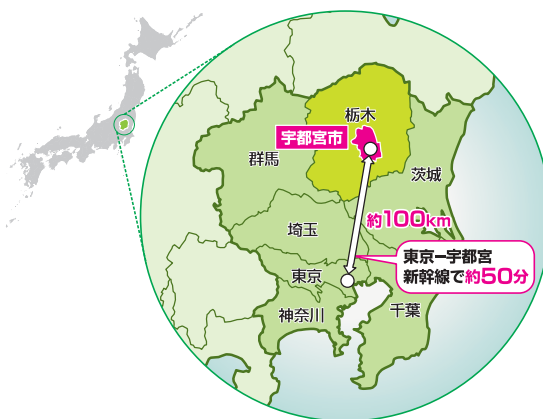 栃木
宇都宮市
群馬
茨城
埼玉
約100km
東京ー宇都宮
新幹線で約50分
東京
神奈川
千葉